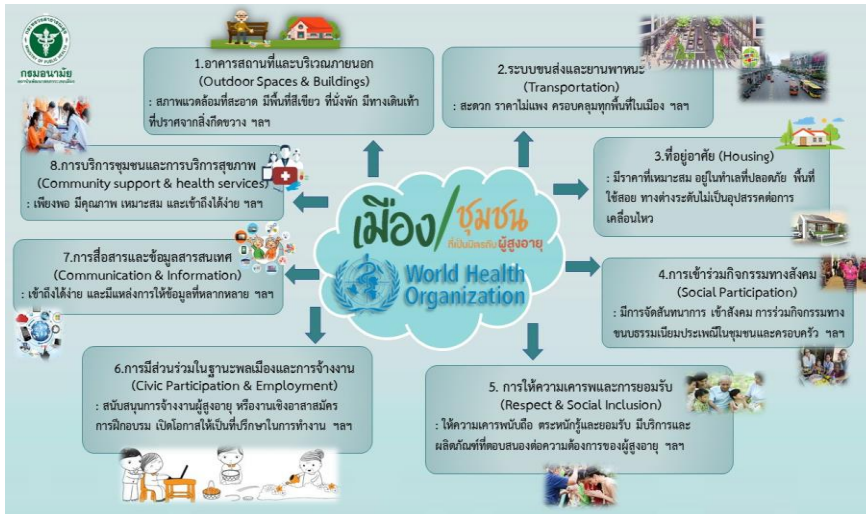 กรมอนามัย
1.อาคารสถานที่และบริเวณภายนอก
(Outdoor Spaces & Buildings)
: สภาพแวดล้อมที่สะอาด มีพื้นที่สีเขียว ที่นั่งพัก มีทางเดินเท้า
ที่ปราศจากสิ่งกีดขวาง ฯลฯ
2.ระบบขนส่งและยานพาหนะ
(Transportation)
: สะดวก ราคาไม่แพง ครอบคลุมทุกพื้นที่ในเมือง ฯลฯ
3.ที่อยู่อาศัย (Housing)
: มีราคาที่เหมาะสม อยู่ในทำเลที่ปลอดภัย พื้นที่
ใช้สอย ทางต่างระดับไม่เป็นอุปสรรคต่อการ
เคลื่อนไหว
4.การเข้าร่วมกิจกรรมทางสังคม
(Social Participation)
: มีการจัดสันทนาการ เข้าสังคม การร่วมกิจกรรมทาง
ขนบธรรมเนียมประเพณีในชุมชนและครอบครัว ฯลฯ
5. การให้ความเคารพและการยอมรับ
(Respect & Social Inclusion)
: ให้ความเคารพนับถือ ตระหนักรู้และยอมรับ มีบริการและ
ผลิตภัณฑ์ที่ตอบสนองต่อความต้องการของผู้สูงอายุ ฯลฯ
6.การมีส่วนร่วมในฐานะพลเมืองและการจ้างงาน
(Civic Participation & Employment)
: สนับสนุนการจ้างงานผู้สูงอายุ หรืองานเชิงอาสาสมัคร
การฝึกอบรม เปิดโอกาสให้เป็นที่ปรึกษาในการทำงาน ฯลฯ
7.การสื่อสารและข้อมูลสารสนเทศ
(Communication & Information)
: เข้าถึงได้ง่าย และมีแหล่งการให้ข้อมูลที่หลากหลาย ฯลฯ
8.การบริการชุมชนและการบริการสุขภาพ
(Community support & health services)
: เพียงพอ มีคุณภาพ เหมาะสม และเข้าถึงได้ง่าย ฯลฯ
เมือง/ชุมชน
ที่เป็นมิตรกับ ผู้สูงอายุ
World Health
Organization